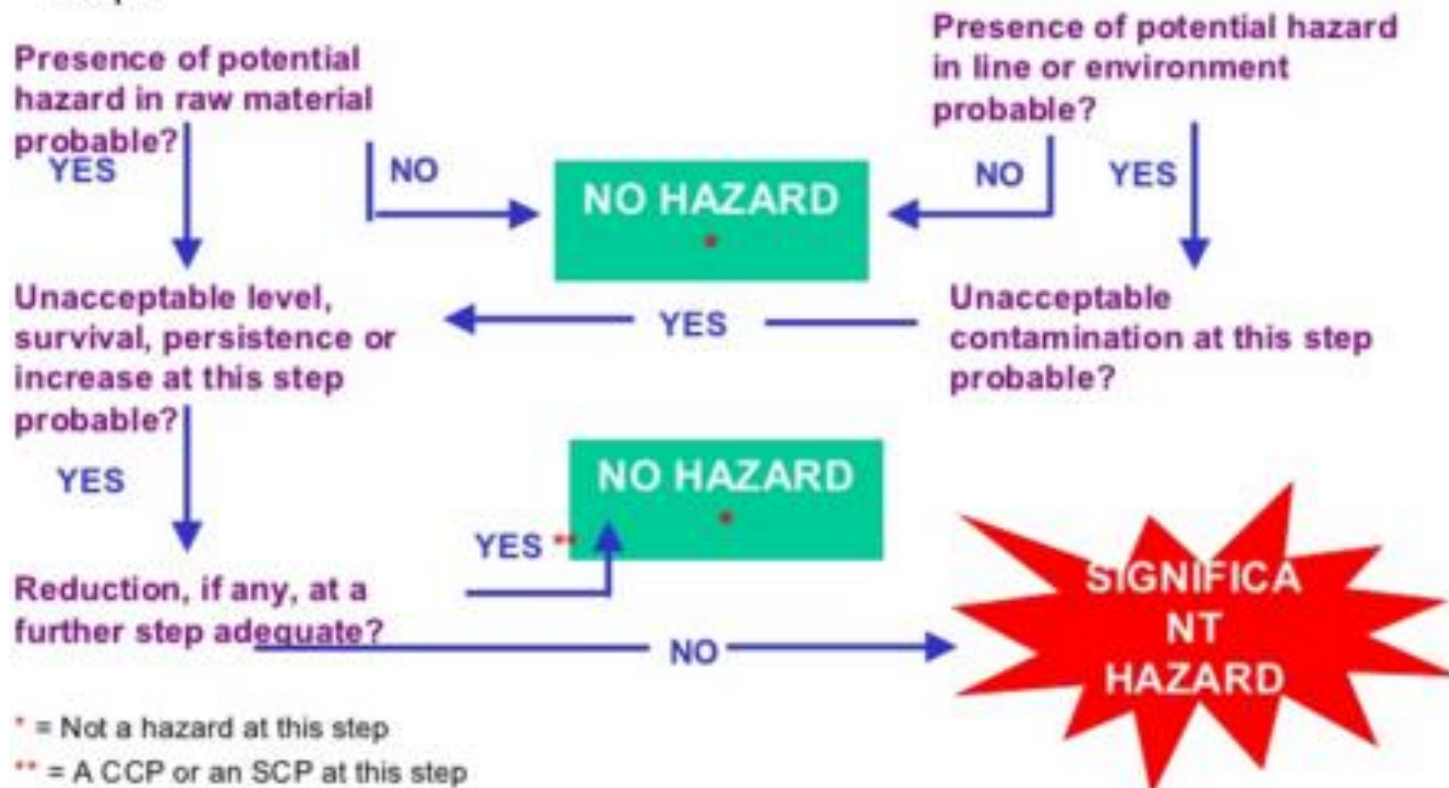 Presence of potential
hazard in raw material
probable?
YES
NO
NO HAZARD
*
Presence of potential hazard
in line or environment
probable?
NO
YES
Unacceptable level,
survival, persistence or
increase at this step
probable?
YES
Unacceptable
contamination at this step
probable?
YES
NO HAZARD
*
YES **
Reduction, if any, at a
further step adequate?
NO
SIGNIFICA
NT
HAZARD
* = Not a hazard at this step
** = A CCP or an SCP at this step